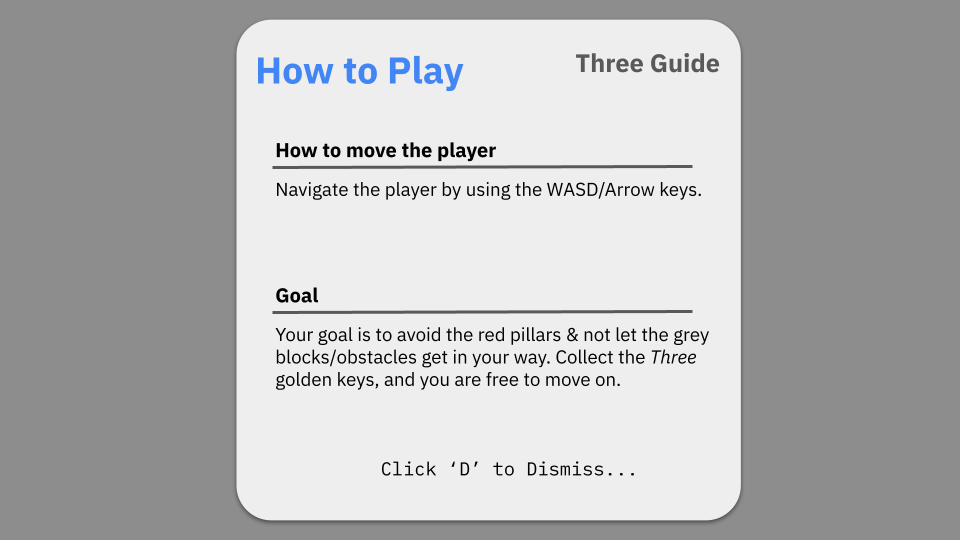 How to Play
Three Guide
How to move the player
Navigate the player by using the WASD/Arrow keys.
Goal
Your goal is to avoid the red pillars & not let the grey
blocks/obstacles get in your way. Collect the Three
golden keys, and you are free to move on.
Click ‘D’ to Dismiss...